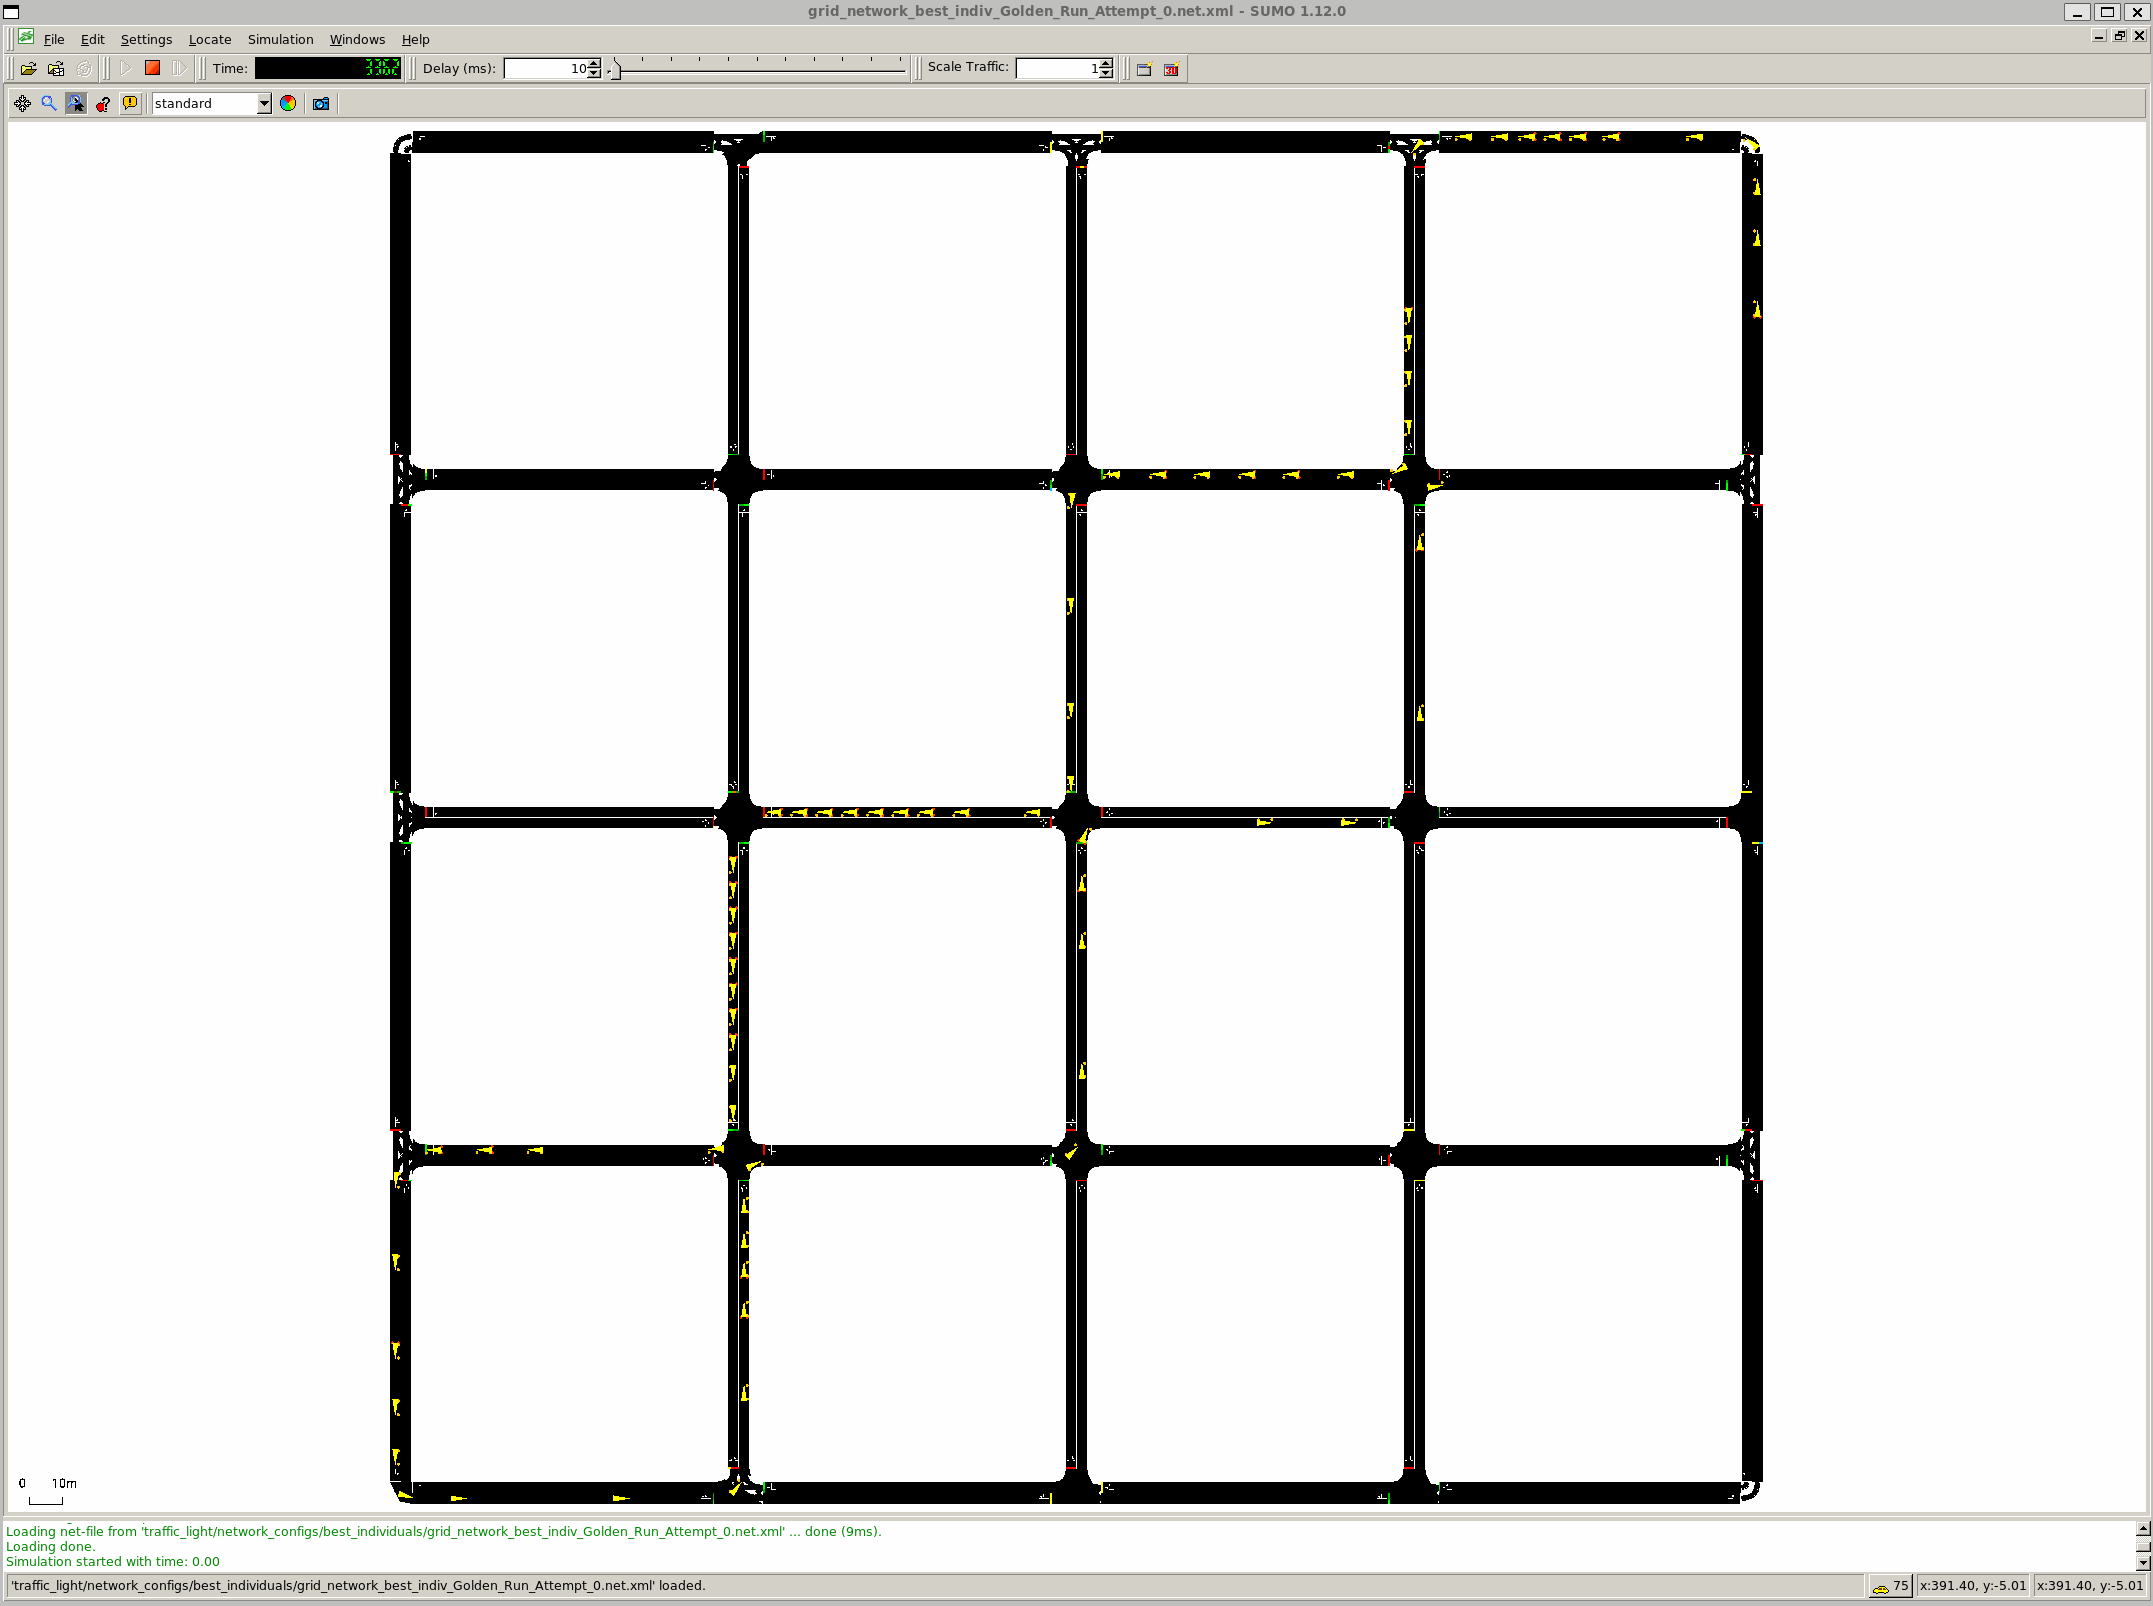 grid_network_best_indiv_Golden_Run_Attempt_0.net.xml - SUMO 1.12.0
File Edit Settings Locate Simulation Windows Help
Time: Delay (ms): 10 Scale Traffic: 1
standard
0 10m
Loading net-file from 'traffic_light/network_configs/best_individuals/grid_network_best_indiv_Golden_Run_Attempt_0.net.xml' ... done (9ms).
Loading done.
Simulation started with time: 0.00
'traffic_light/network_configs/best_individuals/grid_network_best_indiv_Golden_Run_Attempt_0.net.xml' loaded.
75 x:391.40, y:-5.01 x:391.40, y:-5.01